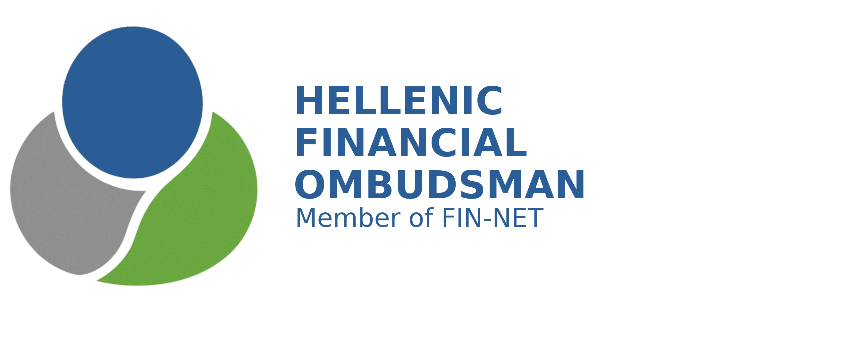 HELLENIC
FINANCIAL
OMBUDSMAN
Member of FIN-NET